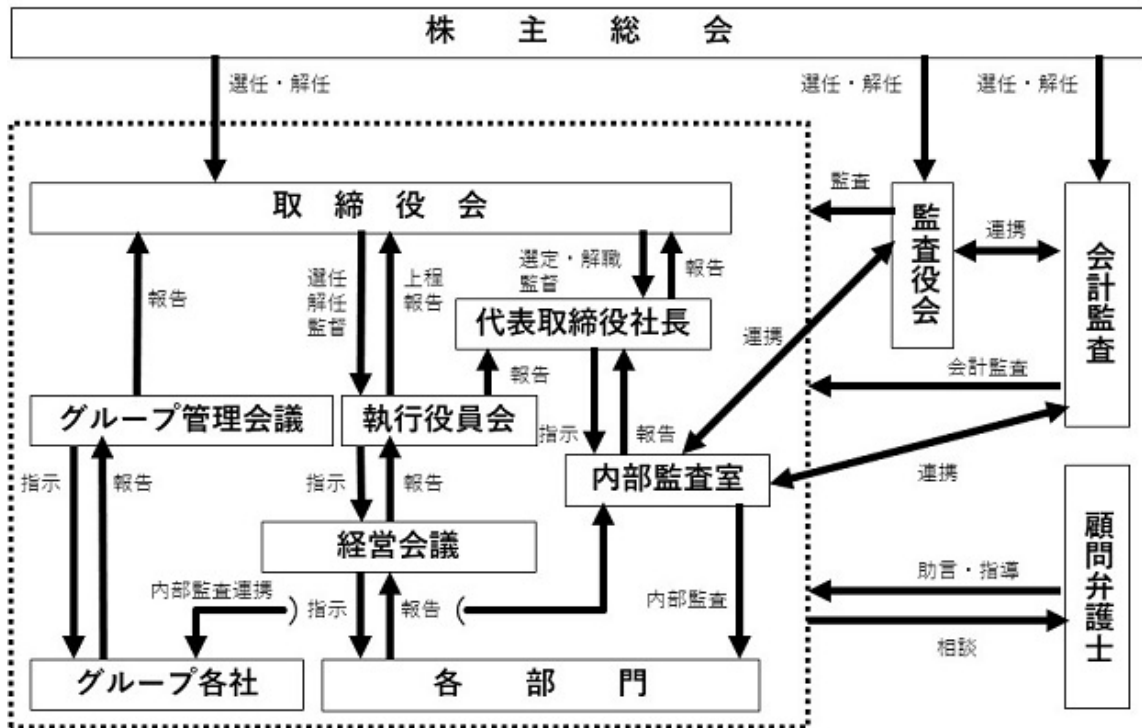 株主総会
選任・解任
選任・解任
選任・解任
取締役会
監査
監査役会
連携
会計監査
報告
選任
解任
監督
上程
報告
選定・解職
監督
報告
代表取締役社長
連携
報告
会計監査
グループ管理会議
執行役員会
指示
報告
指示
報告
指示
報告
内部監査室
連携
経営会議
顧問弁護士
内部監査連携
指示
報告
内部監査
助言・指導
相談
グループ各社
各部門